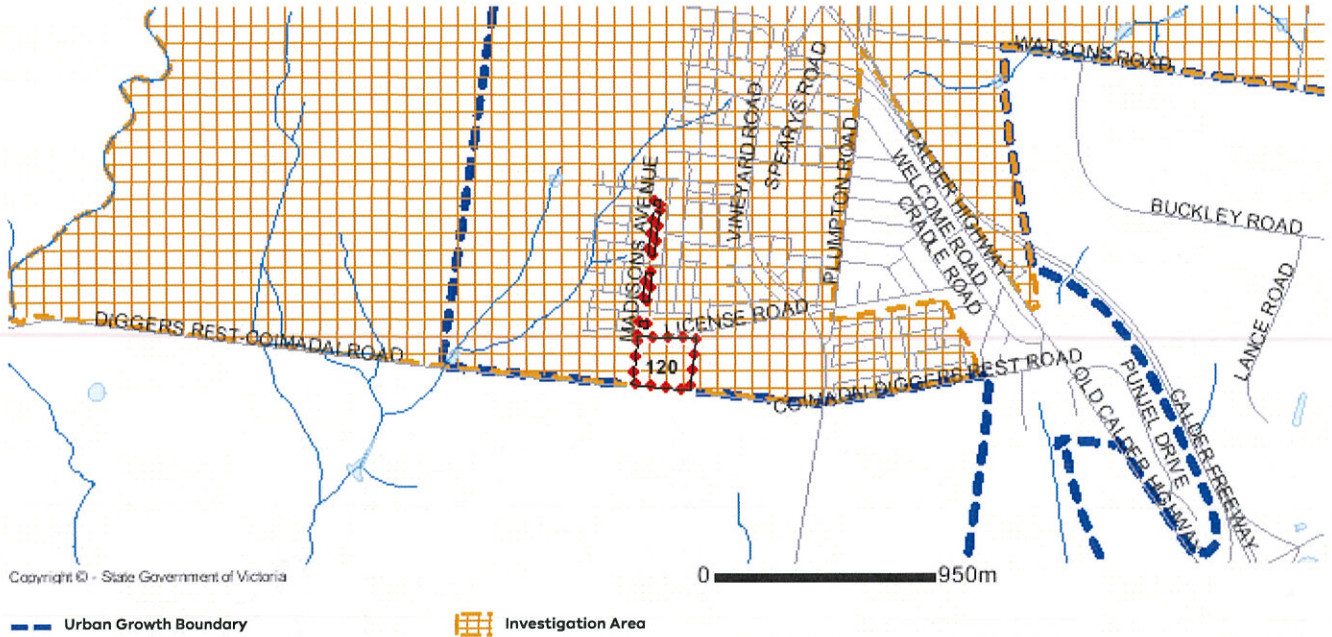 WATSONS ROAD
SPEARYS ROAD
VINEYARD ROAD
PLUMPTON ROAD
CALDER HIGHWAY
WELCOME ROAD
CRADLE ROAD
MADISONS AVENUE
BUCKLEY ROAD
LANCE ROAD
LICENSE ROAD
DIGGERS REST-COIMADAI ROAD
120
COIMADAI-DIGGERS REST ROAD
OLD CALDER HIGHWAY
PUNJEL DRIVE
CALDER FREEWAY
Copyright © - State Government of Victoria
0 950m
Urban Growth Boundary
Investigation Area